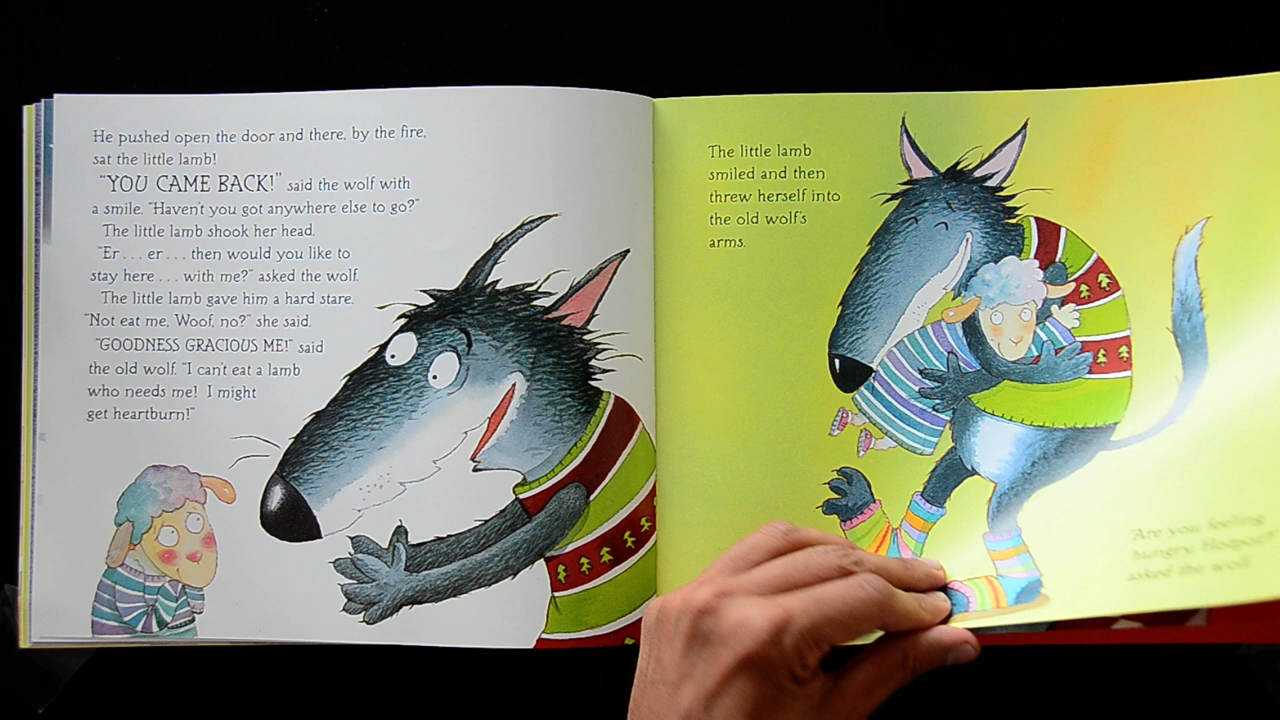 He pushed open the door and there, by the fire,
sat the little lamb!
"YOU CAME BACK!" said the wolf with
a smile. "Haven't you got anywhere else to go?"
The little lamb shook her head.
"Er . . . er . . . then would you like to
stay here . . . with me?" asked the wolf.
The little lamb gave him a hard stare.
"Not eat me, Woof, no?" she said.
"GOODNESS GRACIOUS ME!" said
the old wolf. "I can't eat a lamb
who needs me! I might
get heartburn!"
The little lamb
smiled and then
threw herself into
the old wolf's
arms.
"Are you feeling
hungry, Hotpot?"
asked the wolf